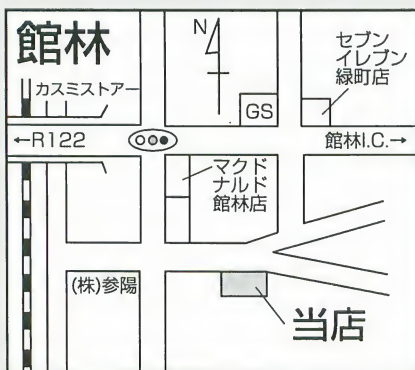 館林
N
セブン
イレブン
緑町店
カスミストアー
GS
←R122
館林I.C.→
マクド
ナルド
館林店
(株)参陽
当店